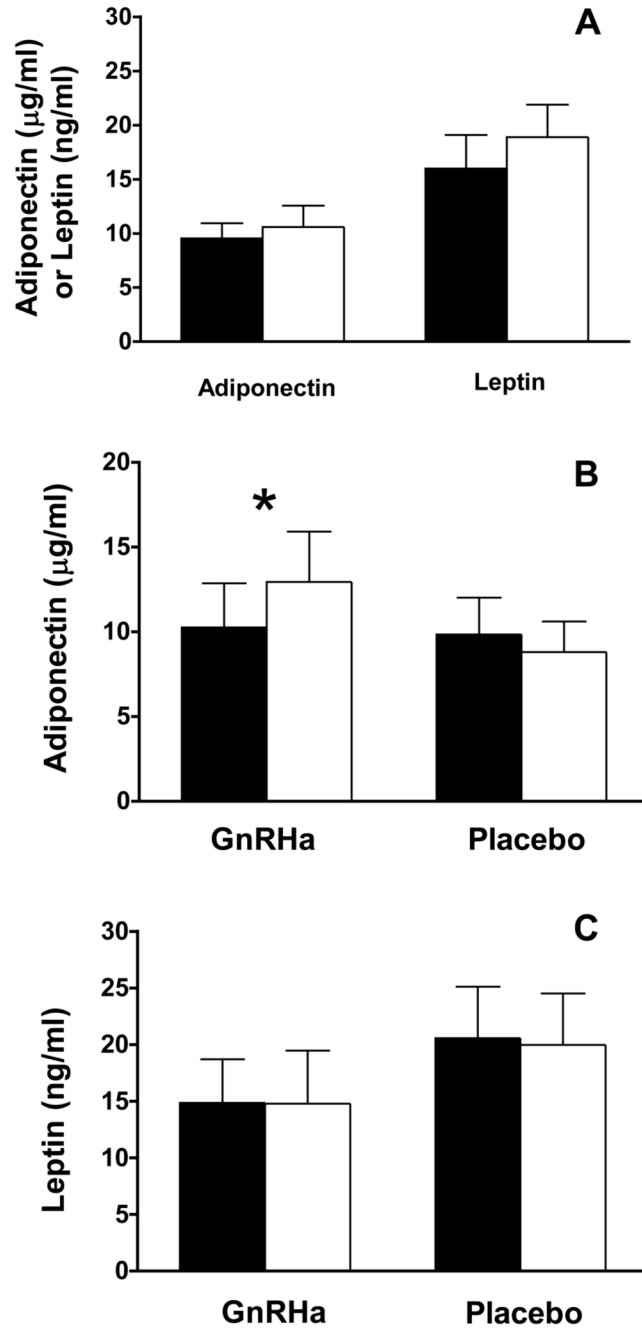 A
Adiponectin (μg/ml)
or Leptin (ng/ml)
30
25
20
15
10
5
0
Adiponectin
Leptin
B
Adiponectin (μg/ml)
20
15
10
5
0
*
GnRHa
Placebo
C
Leptin (ng/ml)
30
25
20
15
10
5
0
GnRHa
Placebo